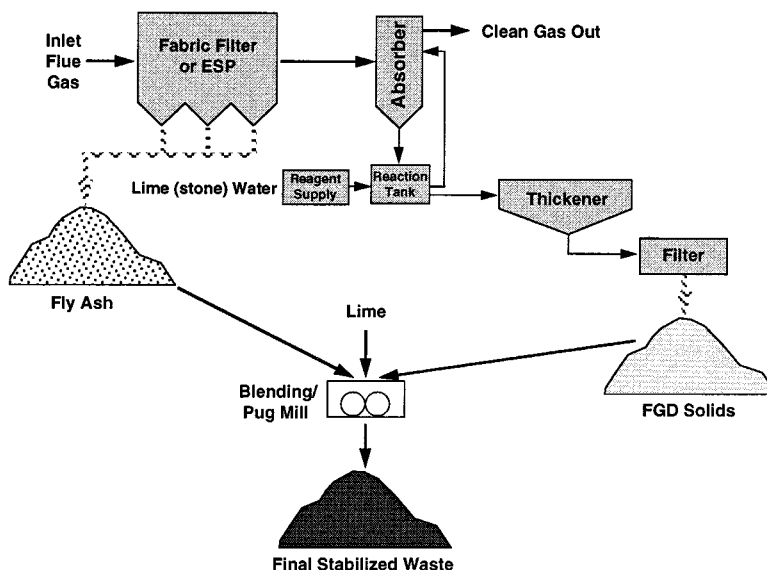 Inlet
Flue
Gas
Fabric Filter
or ESP
Absorber
Clean Gas Out
Lime (stone) Water
Reagent
Supply
Reaction
Tank
Thickener
Filter
Fly Ash
Lime
Blending/
Pug Mill
FGD Solids
Final Stabilized Waste